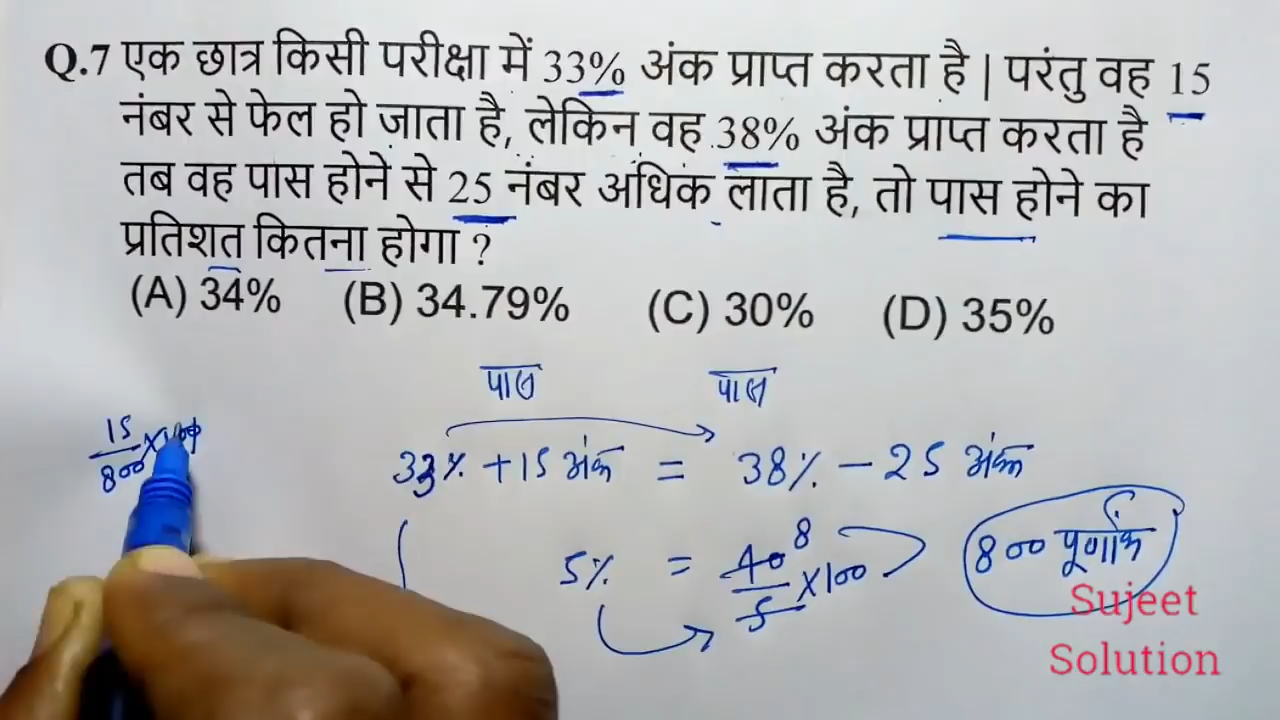 Q.7 एक छात्र किसी परीक्षा में 33% अंक प्राप्त करता है | परंतु वह 15
नंबर से फेल हो जाता है, लेकिन वह 38% अंक प्राप्त करता है
तब वह पास होने से 25 नंबर अधिक लाता है, तो पास होने का
प्रतिशत कितना होगा ?
(A) 34% (B) 34.79% (C) 30% (D) 35%
पास पास
15/800 × 100
33% + 15 अंक = 38% – 25 अंक
5% = 40/5 × 100 8
800 पूर्णांक
Sujeet
Solution